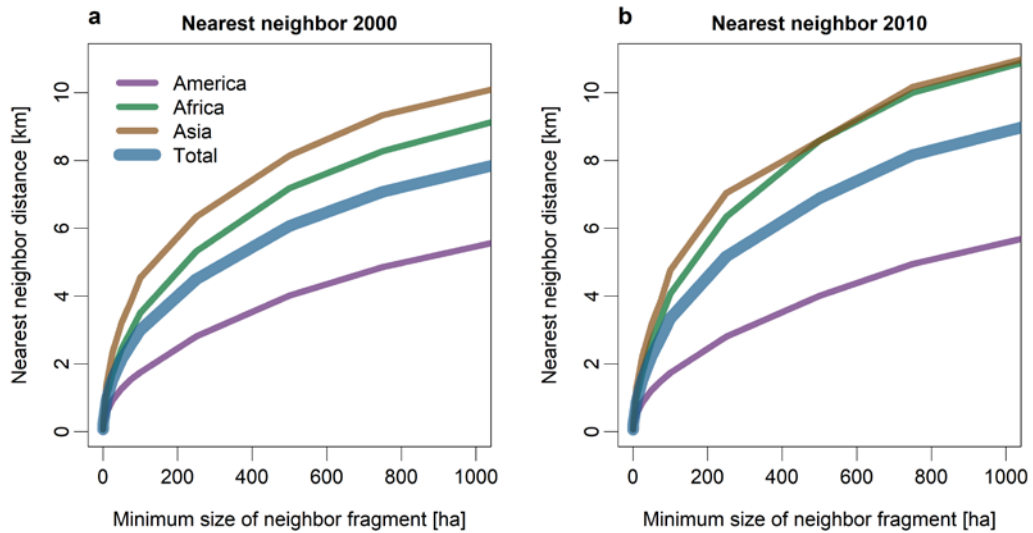 a
Nearest neighbor 2000
America
Africa
Asia
Total
Nearest neighbor distance [km]
0
2
4
6
8
10
0 200 400 600 800 1000
Minimum size of neighbor fragment [ha]
b
Nearest neighbor 2010
Nearest neighbor distance [km]
0
2
4
6
8
10
0 200 400 600 800 1000
Minimum size of neighbor fragment [ha]